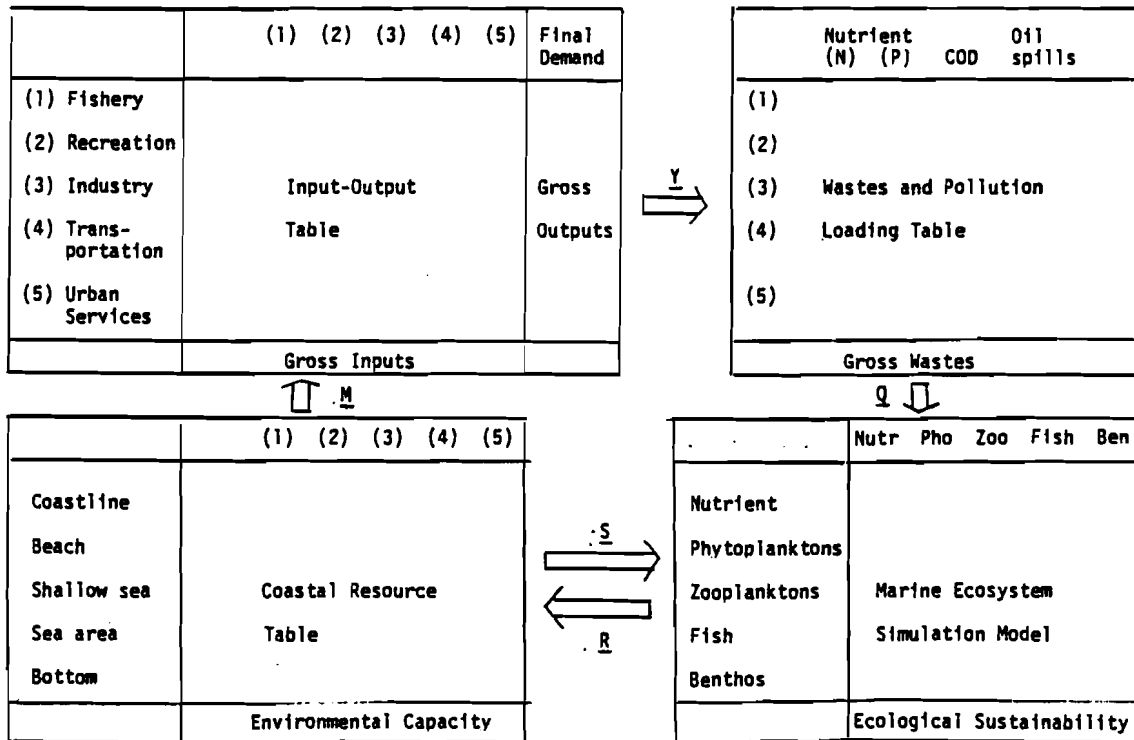 (1) (2) (3) (4) (5) Final Demand
(1) Fishery
(2) Recreation
(3) Industry Input-Output Gross
(4) Trans- Table Outputs
portation
(5) Urban
Services
Gross Inputs
Y
Nutrient Oil
(N) (P) COD spills
(1)
(2)
(3) Wastes and Pollution
(4) Loading Table
(5)
Gross Wastes
M
Q
(1) (2) (3) (4) (5)
Coastline
Beach
Shallow sea Coastal Resource
Sea area Table
Bottom
Environmental Capacity
S
R
Nutr Pho Zoo Fish Ben
Nutrient
Phytoplanktons
Zooplanktons Marine Ecosystem
Fish Simulation Model
Benthos
Ecological Sustainability